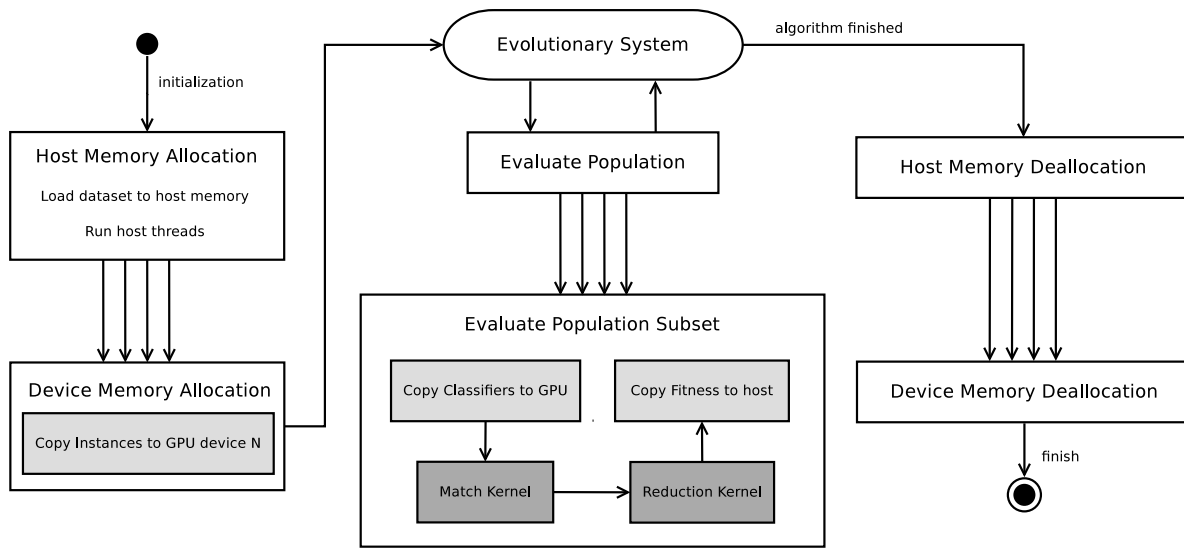 initialization
Host Memory Allocation
Load dataset to host memory
Run host threads
Device Memory Allocation
Copy Instances to GPU device N
Evolutionary System
Evaluate Population
Evaluate Population Subset
Copy Classifiers to GPU
Copy Fitness to host
Match Kernel
Reduction Kernel
algorithm finished
Host Memory Deallocation
Device Memory Deallocation
finish